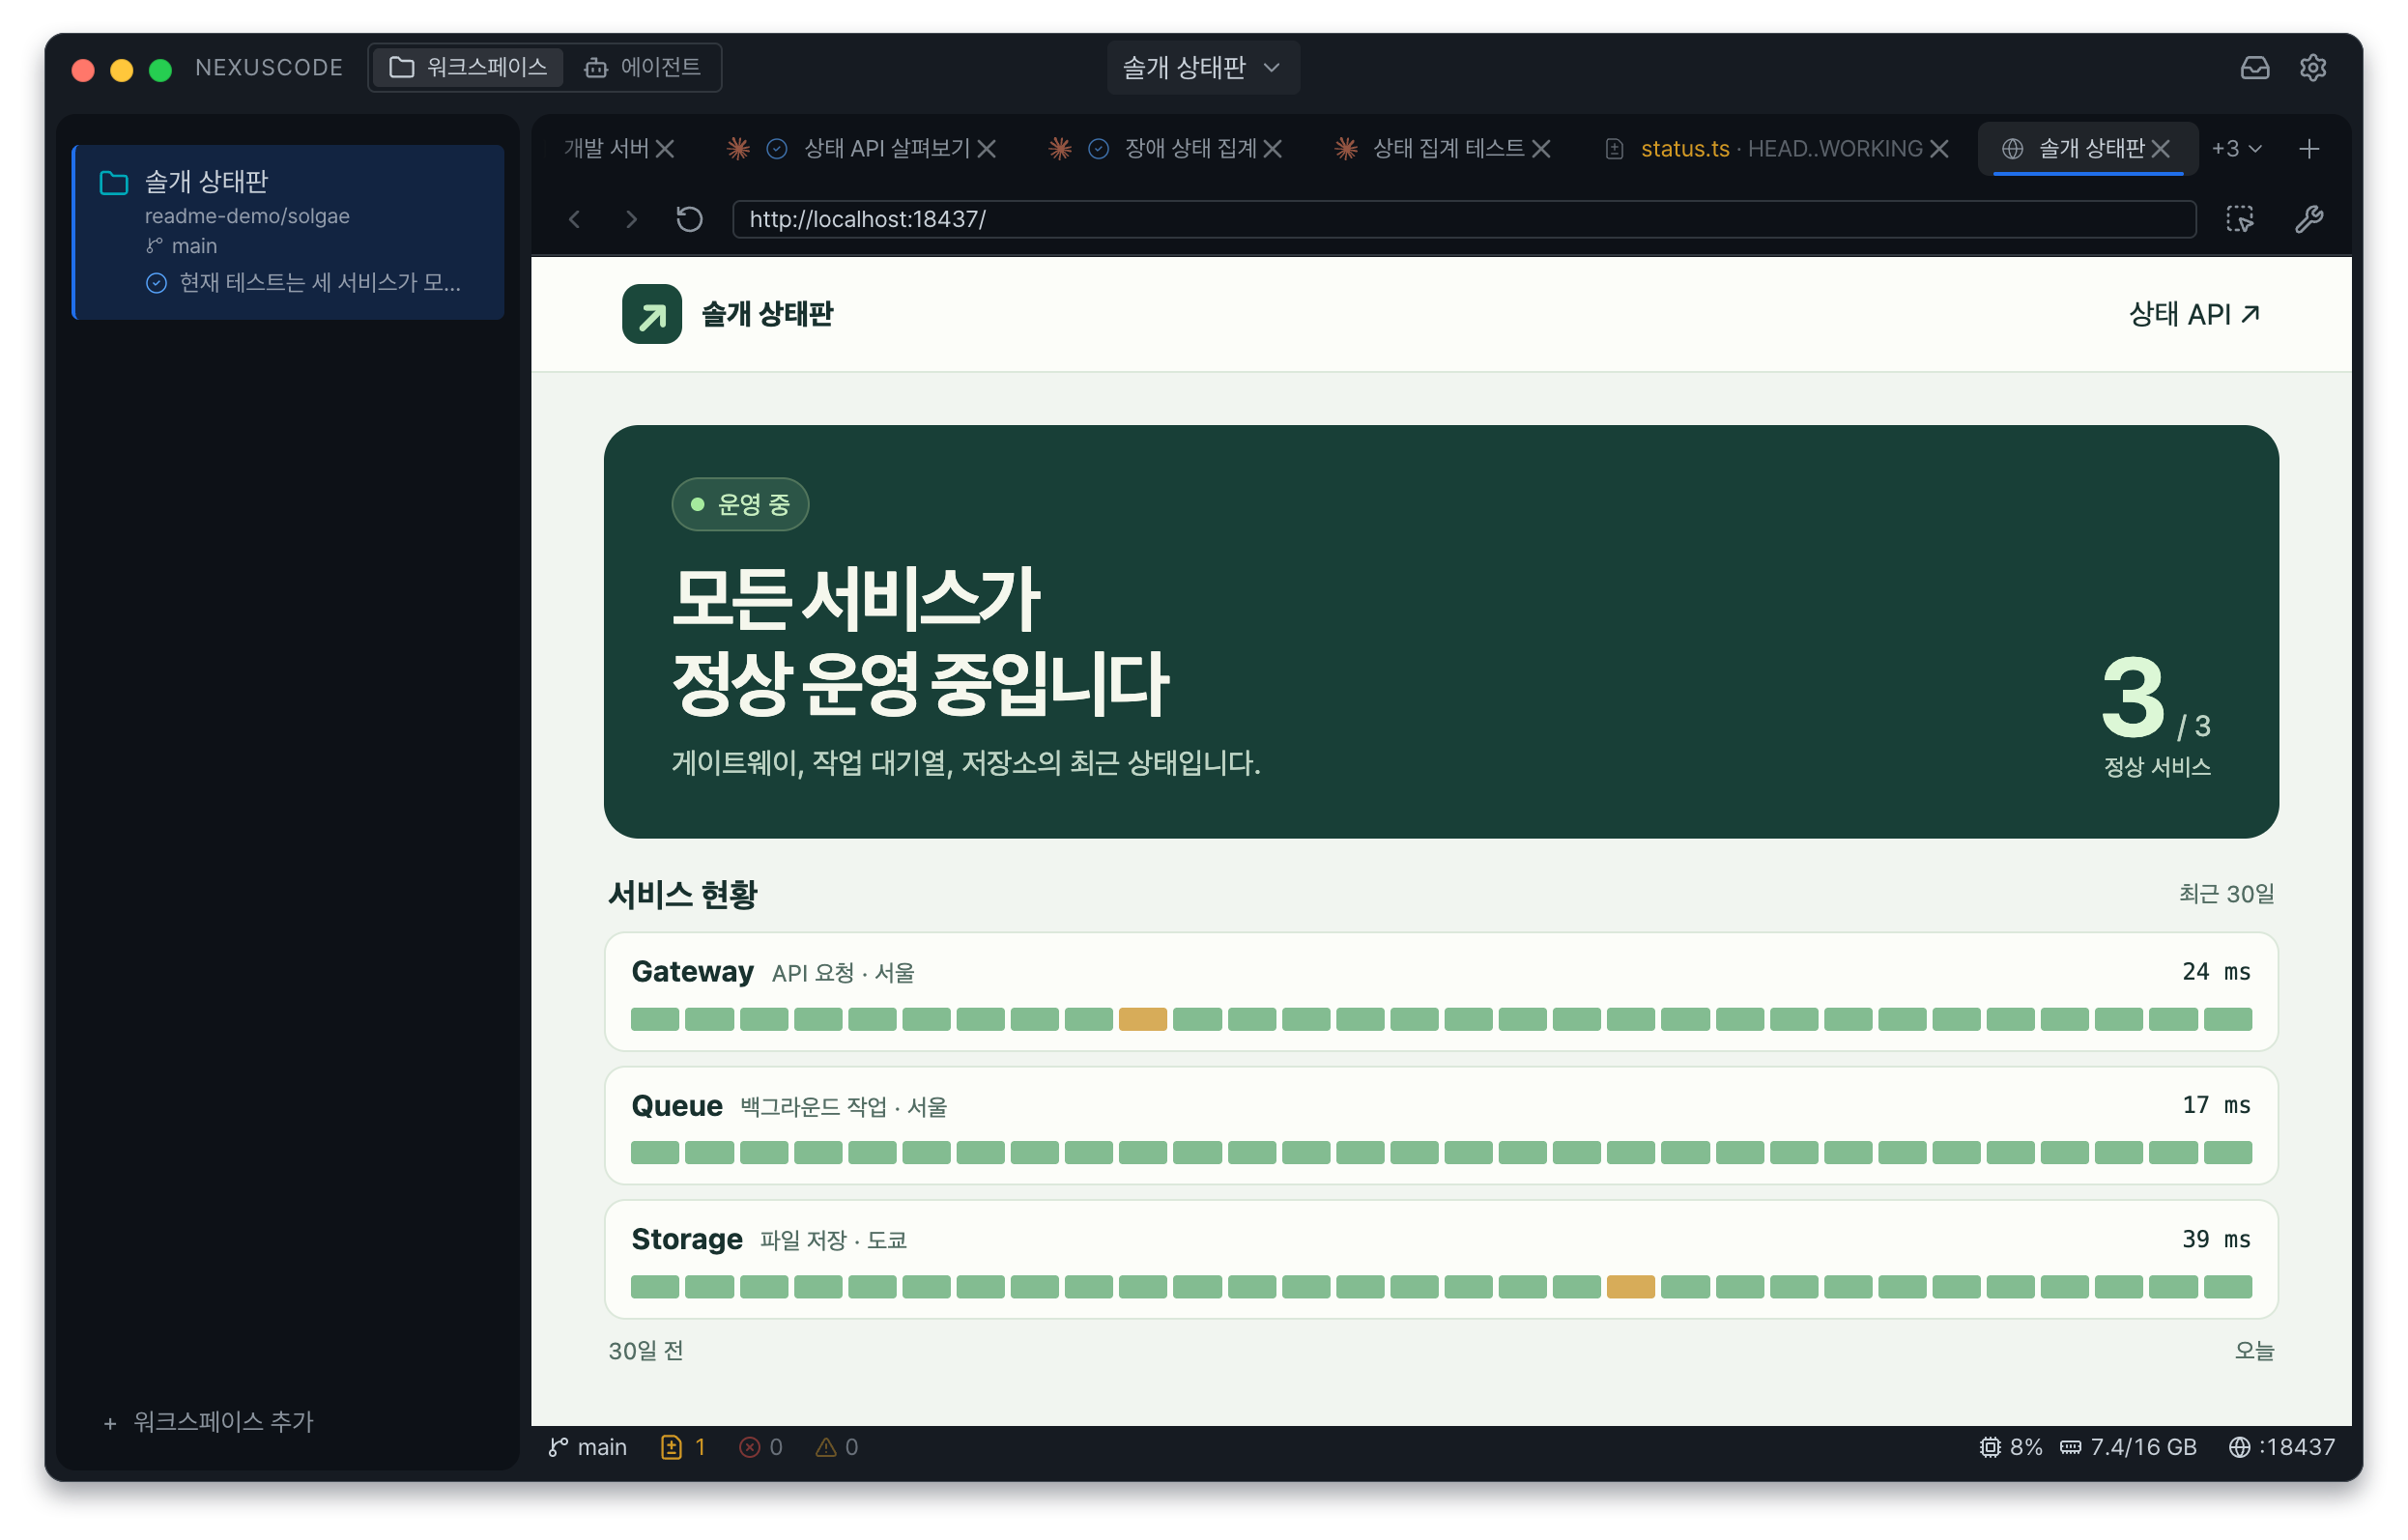 NEXUSCODE 워크스페이스 에이전트 솔개 상태판
솔개 상태판
readme-demo/solgae
main
현재 테스트는 세 서비스가 모...
+ 워크스페이스 추가
개발 서버 상태 API 살펴보기 장애 상태 집계 상태 집계 테스트 status.ts · HEAD..WORKING 솔개 상태판 +3
http://localhost:18437/
솔개 상태판 상태 API ↗
운영 중
모든 서비스가
정상 운영 중입니다
게이트웨이, 작업 대기열, 저장소의 최근 상태입니다.
3 / 3
정상 서비스
서비스 현황 최근 30일
Gateway API 요청 · 서울 24 ms
Queue 백그라운드 작업 · 서울 17 ms
Storage 파일 저장 · 도쿄 39 ms
30일 전 오늘
main 1 0 0 8% 7.4/16 GB :18437